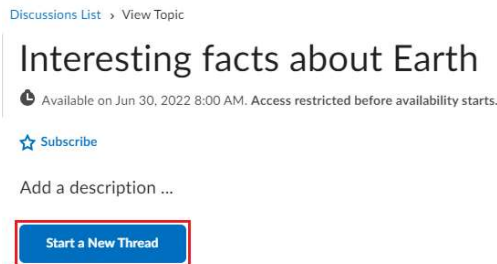 Discussions List › View Topic
Interesting facts about Earth
Available on Jun 30, 2022 8:00 AM. Access restricted before availability starts.
Subscribe
Add a description ...
Start a New Thread